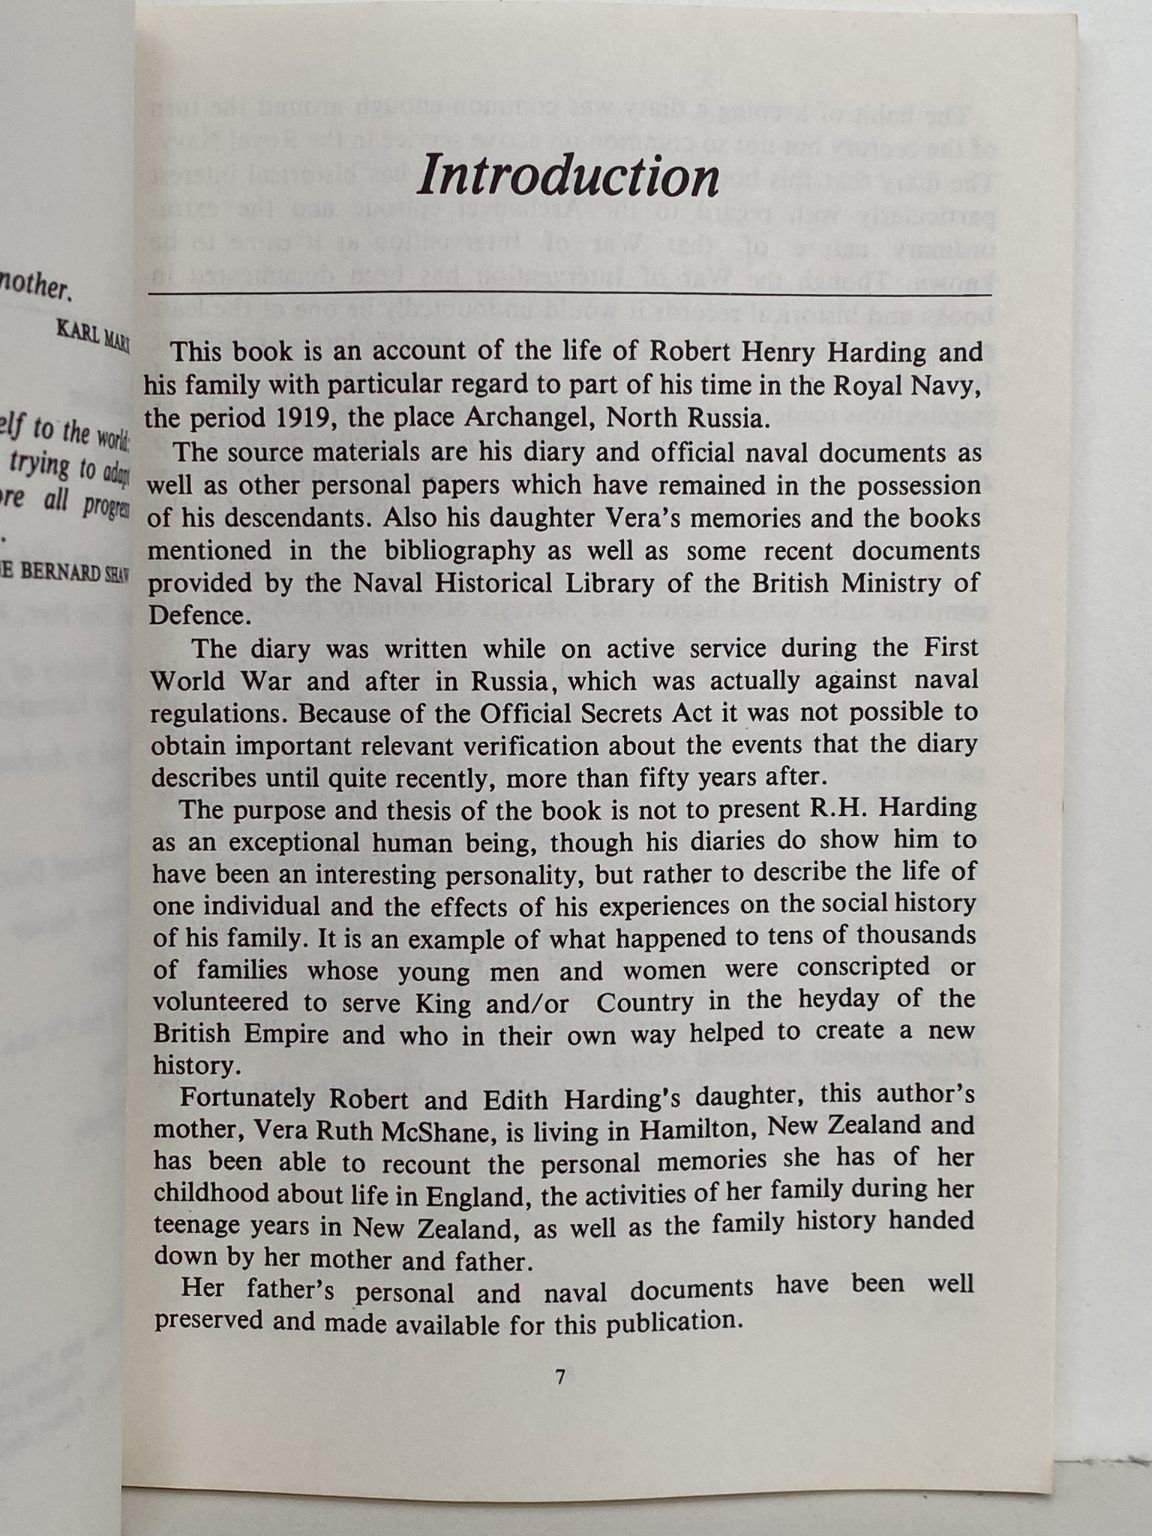 nother.
KARL
elf to the
trying to
ore all
E BERNARD
Introduction
This book is an account of the life of Robert Henry Harding and
his family with particular regard to part of his time in the Royal Navy,
the period 1919, the place Archangel, North Russia.
The source materials are his diary and official naval documents as
well as other personal papers which have remained in the possession
of his descendants. Also his daughter Vera's memories and the books
mentioned in the bibliography as well as some recent documents
provided by the Naval Historical Library of the British Ministry of
Defence.
The diary was written while on active service during the First
World War and after in Russia, which was actually against naval
regulations. Because of the Official Secrets Act it was not possible to
obtain important relevant verification about the events that the diary
describes until quite recently, more than fifty years after.
The purpose and thesis of the book is not to present R.H. Harding
as an exceptional human being, though his diaries do show him to
have been an interesting personality, but rather to describe the life of
one individual and the effects of his experiences on the social history
of his family. It is an example of what happened to tens of thousands
of families whose young men and women were conscripted or
volunteered to serve King and/or Country in the heyday of the
British Empire and who in their own way helped to create a new
history.
Fortunately Robert and Edith Harding's daughter, this author's
mother, Vera Ruth McShane, is living in Hamilton, New Zealand and
has been able to recount the personal memories she has of her
childhood about life in England, the activities of her family during her
teenage years in New Zealand, as well as the family history handed
down by her mother and father.
Her father's personal and naval documents have been well
preserved and made available for this publication.
7